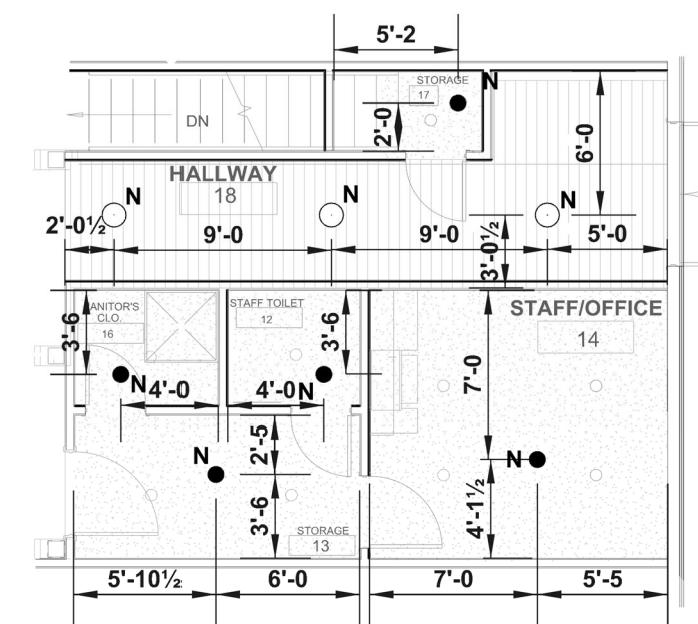 5'-2
STORAGE
17
N
2'-0
DN
6'-0
HALLWAY
18
N
N
N
2'-0½
9'-0
9'-0
5'-0
3'-0½
ANITOR'S
CLO.
16
STAFF TOILET
12
STAFF/OFFICE
14
3'-6
3'-6
7'-0
N
4'-0
4'-0
N
N
2'-5
N
3'-6
4'-1½
STORAGE
13
5'-10½
6'-0
7'-0
5'-5